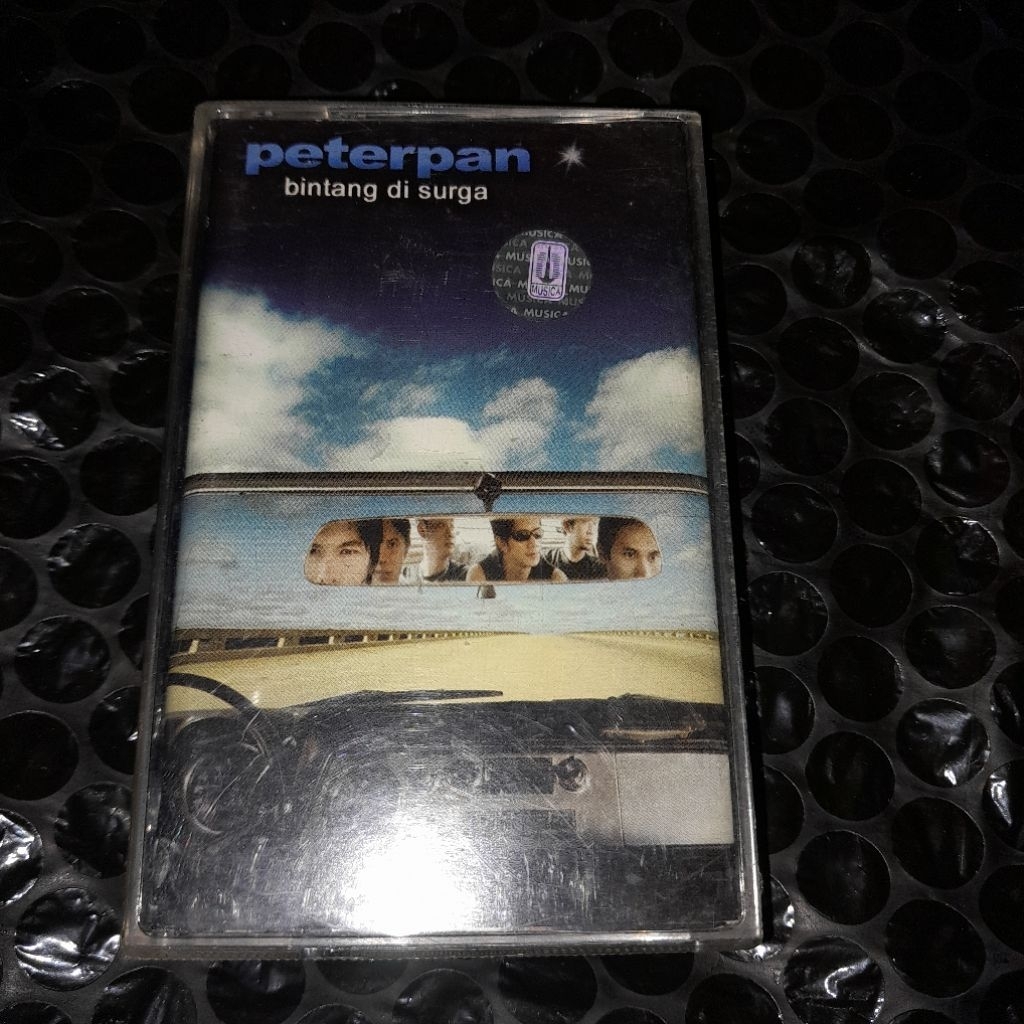 peterpan
bintang di surga
MUSICA